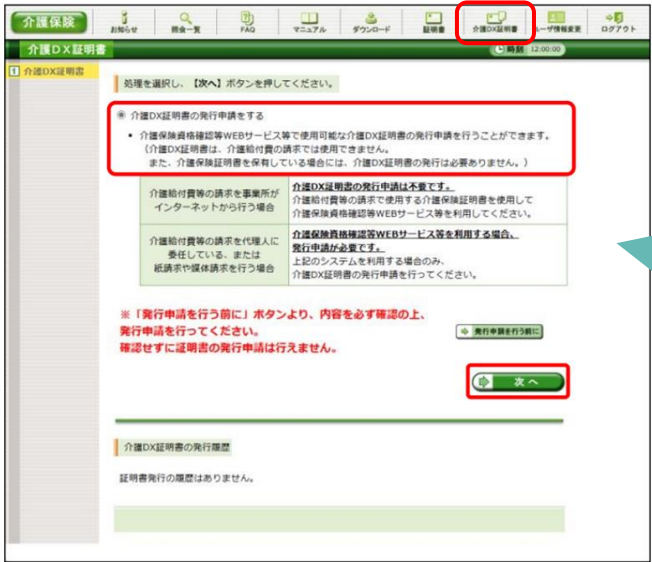 介護保険
お知らせ
照会一覧
FAQ
マニュアル
ダウンロード
証明書
介護DX証明書
ユーザ情報変更
ログアウト
介護DX証明書
時刻 12:00:00
1 介護DX証明書
処理を選択し、【次へ】ボタンを押してください。
介護DX証明書の発行申請をする
・ 介護保険資格確認等WEBサービス等で使用可能な介護DX証明書の発行申請を行うことができます。
(介護DX証明書は、介護給付費の請求では使用できません。
また、介護保険証明書を保有している場合には、介護DX証明書の発行は必要ありません。)
介護給付費等の請求を事業所が
インターネットから行う場合
介護DX証明書の発行申請は不要です。
介護給付費等の請求で使用する介護保険証明書を使用して
介護保険資格確認等WEBサービス等を利用してください。
介護給付費等の請求を代理人に
委任している、または
紙請求や媒体請求を行う場合
介護保険資格確認等WEBサービス等を利用する場合、
発行申請が必要です。
上記のシステムを利用する場合のみ、
介護DX証明書の発行申請を行ってください。
※「発行申請を行う前に」ボタンより、内容を必ず確認の上、
発行申請を行ってください。
確認せずに証明書の発行申請は行えません。
発行申請を行う前に
次へ
介護DX証明書の発行履歴
証明書発行の履歴はありません。